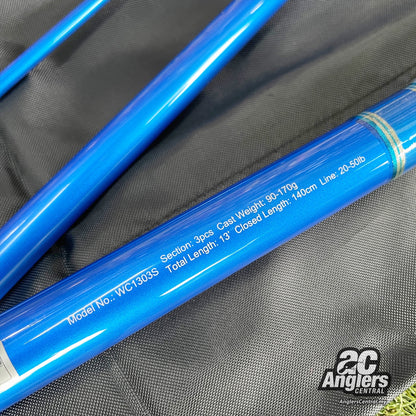 Section: 3pcs Cast Weight: 90-170g
Total Length: 13' Closed Length: 140cm Line: 20-50lb
Model No.: WC1303S
2C
Anglers
CENTRAL